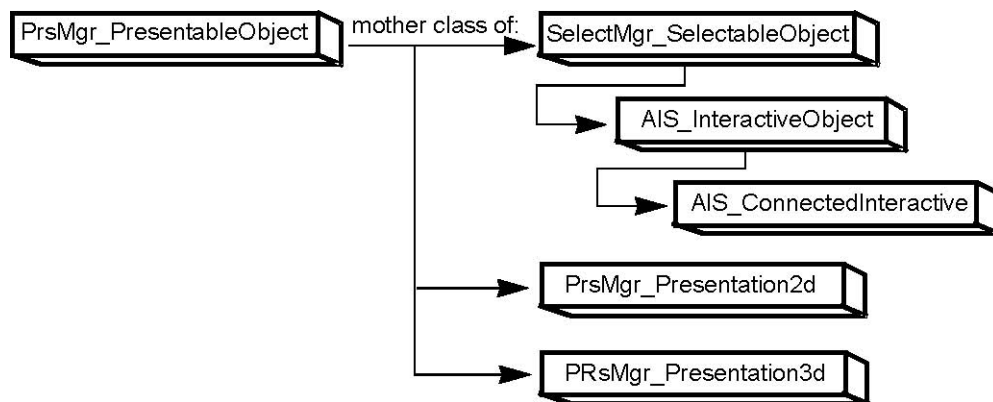 PrsMgr_PresentableObject
mother class of:
SelectMgr_SelectableObject
AIS_InteractiveObject
AIS_ConnectedInteractive
PrsMgr_Presentation2d
PRsMgr_Presentation3d